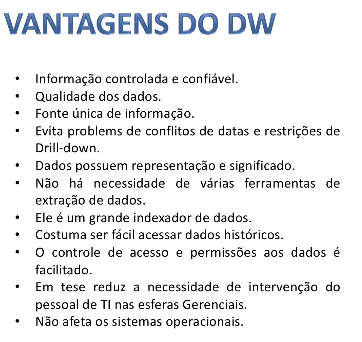 VANTAGENS DO DW
• Informação controlada e confiável.
• Qualidade dos dados.
• Fonte única de informação.
• Evita problems de conflitos de datas e restrições de
Drill-down.
• Dados possuem representação e significado.
• Não há necessidade de várias ferramentas de
extração de dados.
• Ele é um grande indexador de dados.
• Costuma ser fácil acessar dados históricos.
• O controle de acesso e permissões aos dados é
facilitado.
• Em tese reduz a necessidade de intervenção do
pessoal de TI nas esferas Gerenciais.
• Não afeta os sistemas operacionais.